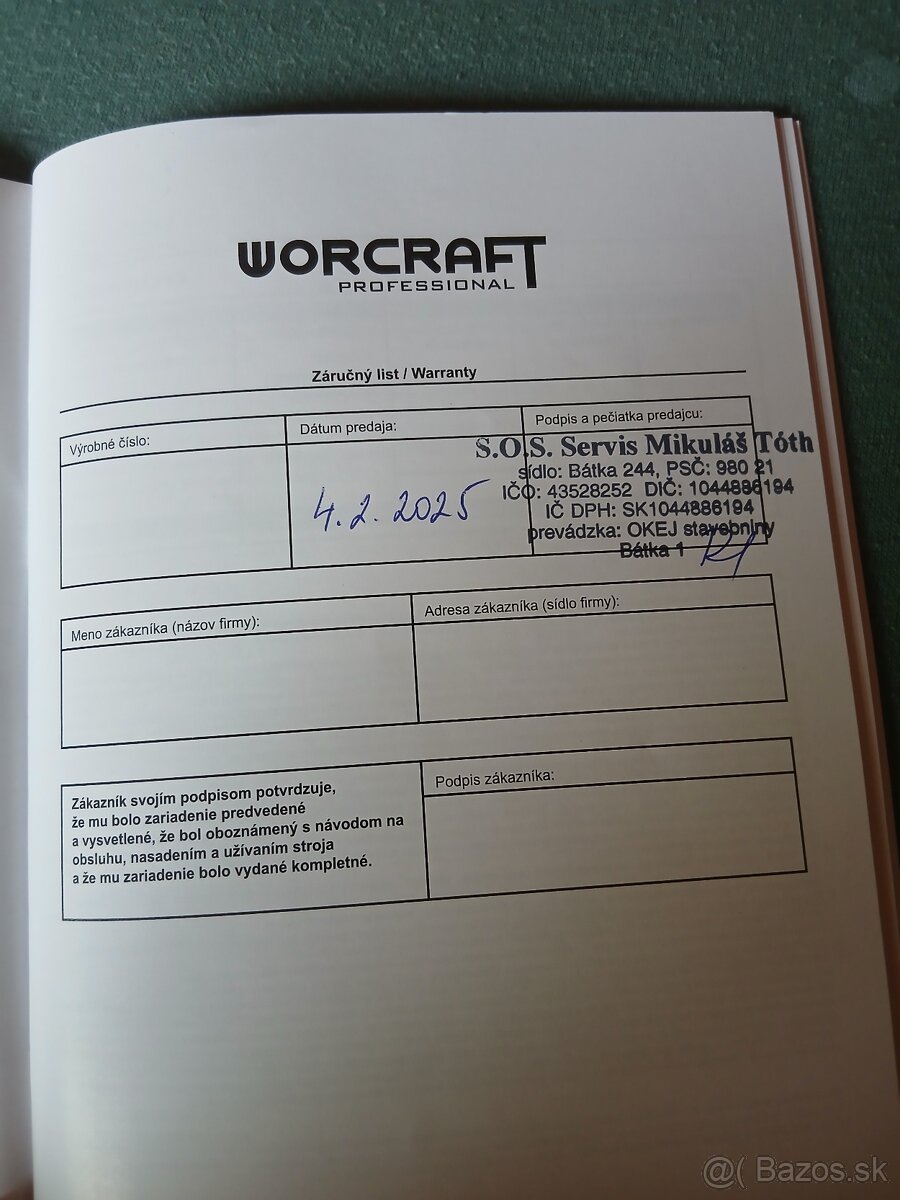 WORCRAFT
PROFESSIONAL
Záručný list / Warranty
Výrobné číslo:
Dátum predaja:
Podpis a pečiatka predajcu:
4.2.2025
S.O.S. Servis Mikuláš Tóth
sídlo: Bátka 244, PSČ: 980 21
IČO: 43528252 DIČ: 1044886194
IČ DPH: SK1044886194
prevádzka: OKEJ stavebniny
Bátka 1
Meno zákazníka (názov firmy):
Adresa zákazníka (sídlo firmy):
Zákazník svojím podpisom potvrdzuje,
že mu bolo zariadenie predvedené
a vysvetlené, že bol oboznámený s návodom na
obsluhu, nasadením a užívaním stroja
a že mu zariadenie bolo vydané kompletné.
Podpis zákazníka:
@( Bazos.sk